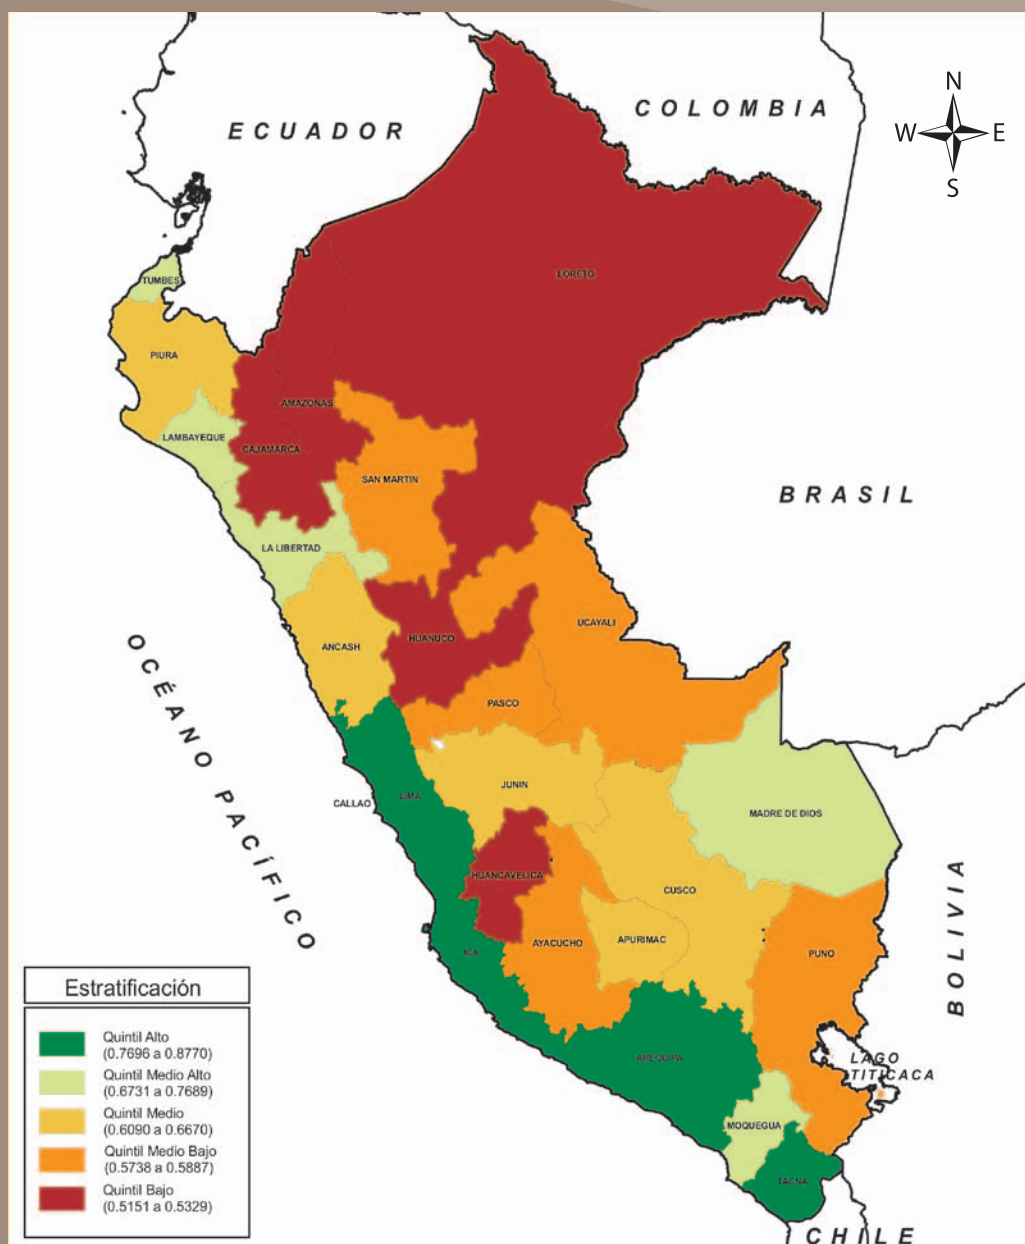 ECUADOR
COLOMBIA
N
W
E
S
TUMBES
LORETO
PIURA
AMAZONAS
LAMBAYEQUE
CAJAMARCA
SAN MARTIN
BRASIL
LA LIBERTAD
UCAYALI
HUANUCO
ANCASH
PASCO
OCÉANO PACÍFICO
JUNIN
LIMA
CALLAO
MADRE DE DIOS
HUANCAVELICA
CUSCO
APURIMAC
AYACUCHO
ICA
PUNO
BOLIVIA
AREQUIPA
LAGO
TITICACA
MOQUEGUA
TACNA
CHILE
Estratificación
Quintil Alto
(0.7696 a 0.8770)
Quintil Medio Alto
(0.6731 a 0.7689)
Quintil Medio
(0.6090 a 0.6670)
Quintil Medio Bajo
(0.5738 a 0.5887)
Quintil Bajo
(0.5151 a 0.5329)